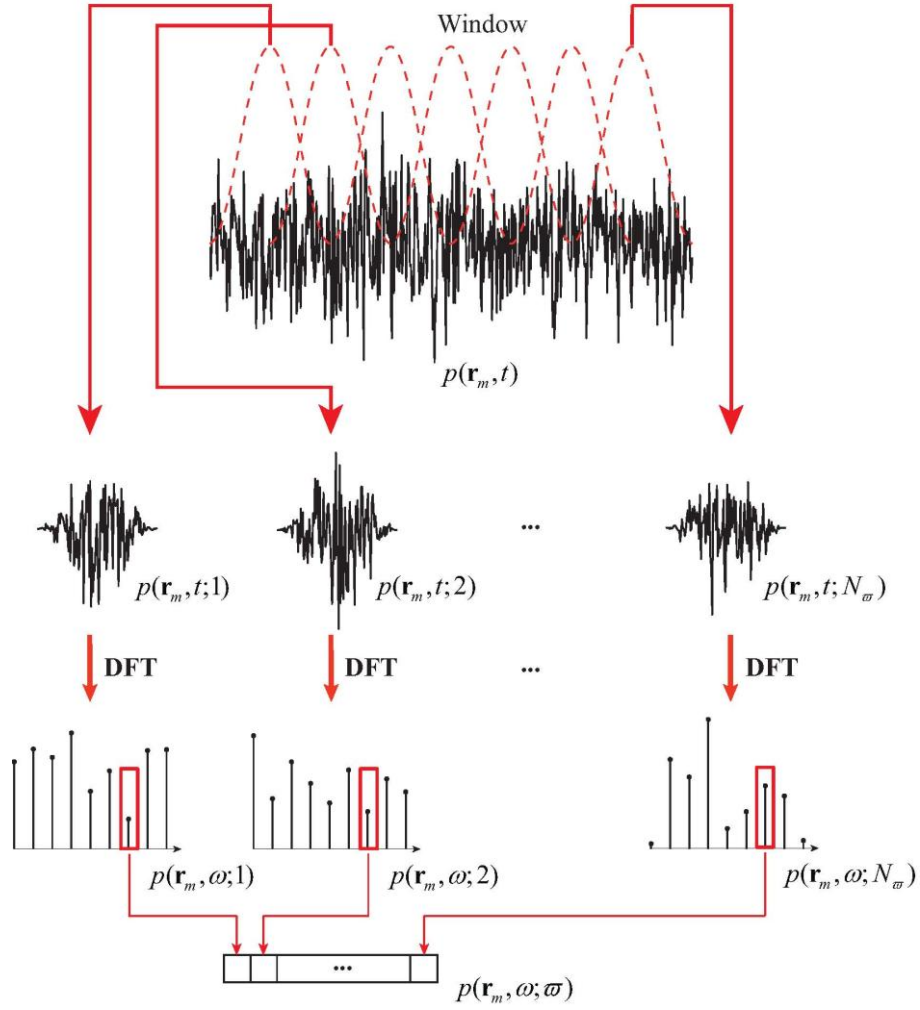 Window
p(r_m, t)
p(r_m, t;1)
p(r_m, t;2)
...
p(r_m, t; N_ϖ)
DFT
DFT
...
DFT
p(r_m, ω;1)
p(r_m, ω;2)
p(r_m, ω; N_ϖ)
...
p(r_m, ω; ϖ)